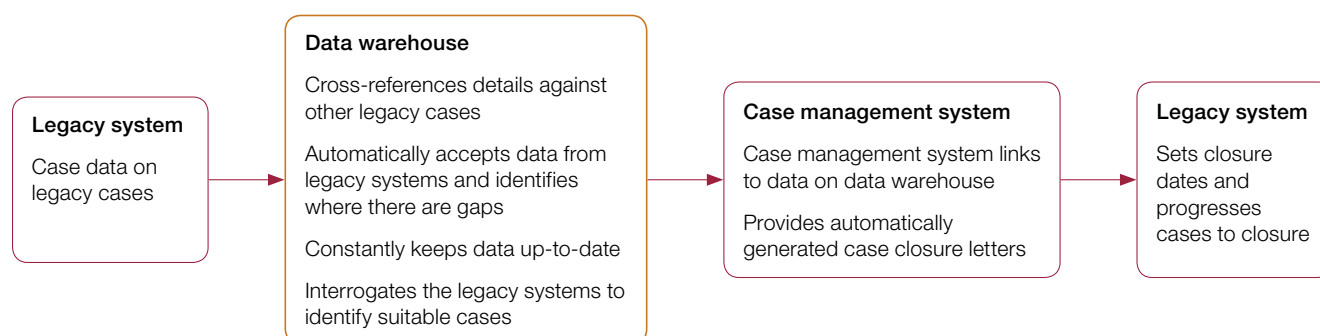 Legacy system
Case data on
legacy cases
Data warehouse
Cross-references details against
other legacy cases
Automatically accepts data from
legacy systems and identifies
where there are gaps
Constantly keeps data up-to-date
Interrogates the legacy systems to
identify suitable cases
Case management system
Case management system links
to data on data warehouse
Provides automatically
generated case closure letters
Legacy system
Sets closure
dates and
progresses
cases to closure